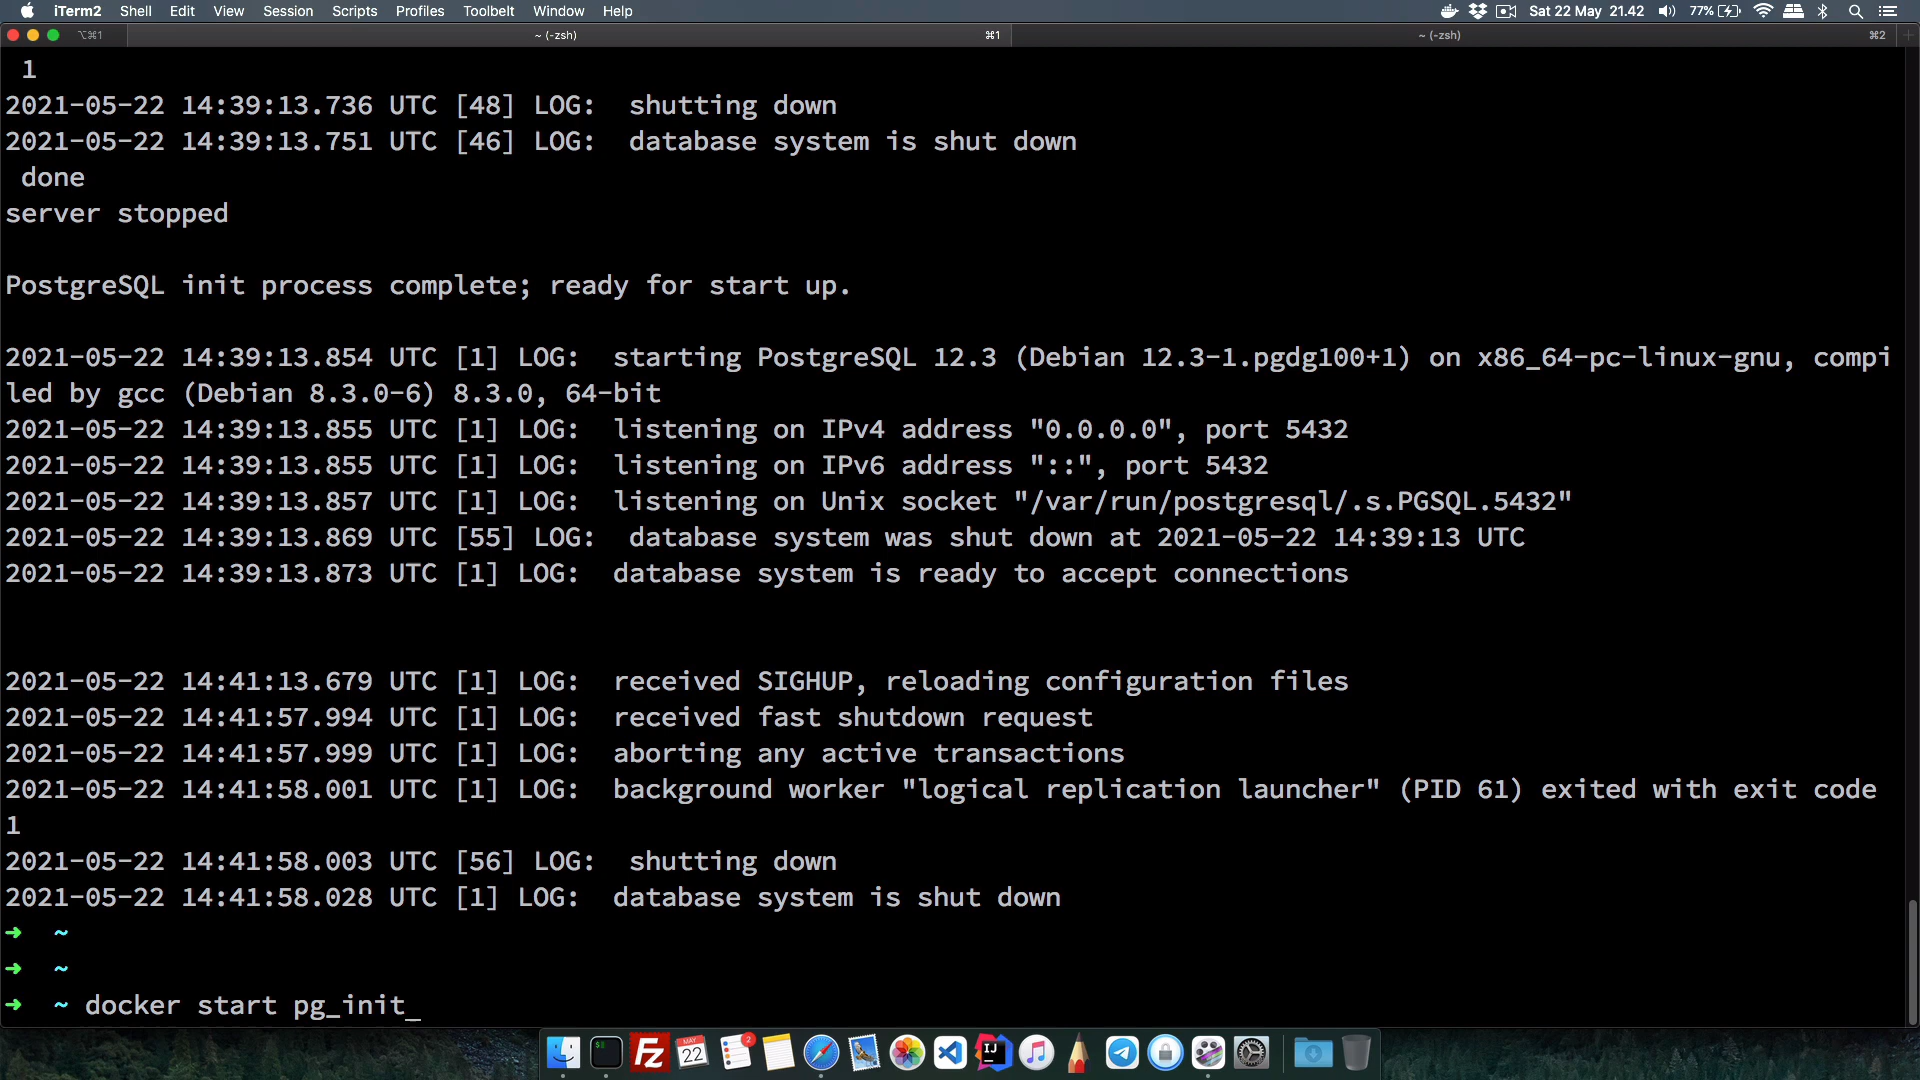 iTerm2 Shell Edit View Session Scripts Profiles Toolbelt Window Help Sat 22 May 21.42 77%
⌥⌘1 ~ (-zsh) ⌘1 ~ (-zsh) ⌘2
1
2021-05-22 14:39:13.736 UTC [48] LOG:  shutting down
2021-05-22 14:39:13.751 UTC [46] LOG:  database system is shut down
done
server stopped
PostgreSQL init process complete; ready for start up.
2021-05-22 14:39:13.854 UTC [1] LOG:  starting PostgreSQL 12.3 (Debian 12.3-1.pgdg100+1) on x86_64-pc-linux-gnu, compi
led by gcc (Debian 8.3.0-6) 8.3.0, 64-bit
2021-05-22 14:39:13.855 UTC [1] LOG:  listening on IPv4 address "0.0.0.0", port 5432
2021-05-22 14:39:13.855 UTC [1] LOG:  listening on IPv6 address "::", port 5432
2021-05-22 14:39:13.857 UTC [1] LOG:  listening on Unix socket "/var/run/postgresql/.s.PGSQL.5432"
2021-05-22 14:39:13.869 UTC [55] LOG:  database system was shut down at 2021-05-22 14:39:13 UTC
2021-05-22 14:39:13.873 UTC [1] LOG:  database system is ready to accept connections
2021-05-22 14:41:13.679 UTC [1] LOG:  received SIGHUP, reloading configuration files
2021-05-22 14:41:57.994 UTC [1] LOG:  received fast shutdown request
2021-05-22 14:41:57.999 UTC [1] LOG:  aborting any active transactions
2021-05-22 14:41:58.001 UTC [1] LOG:  background worker "logical replication launcher" (PID 61) exited with exit code
1
2021-05-22 14:41:58.003 UTC [56] LOG:  shutting down
2021-05-22 14:41:58.028 UTC [1] LOG:  database system is shut down
➜  ~
➜  ~
➜  ~ docker start pg_init_
FZ MAY 22 2 IJ